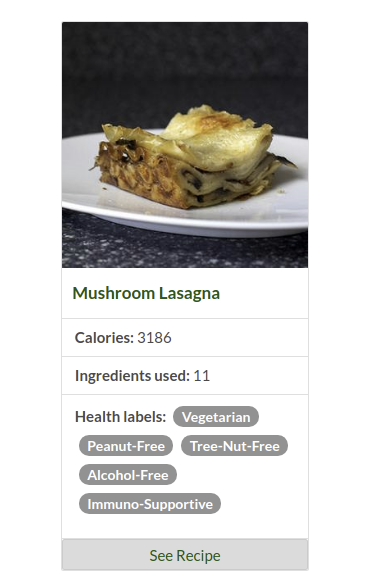 Mushroom Lasagna
Calories: 3186
Ingredients used: 11
Health labels: Vegetarian
Peanut-Free Tree-Nut-Free
Alcohol-Free
Immuno-Supportive
See Recipe